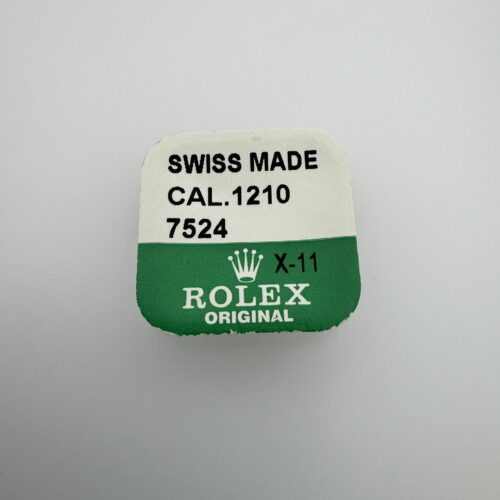 SWISS MADE
CAL.1210
7524
X-11
ROLEX
ORIGINAL